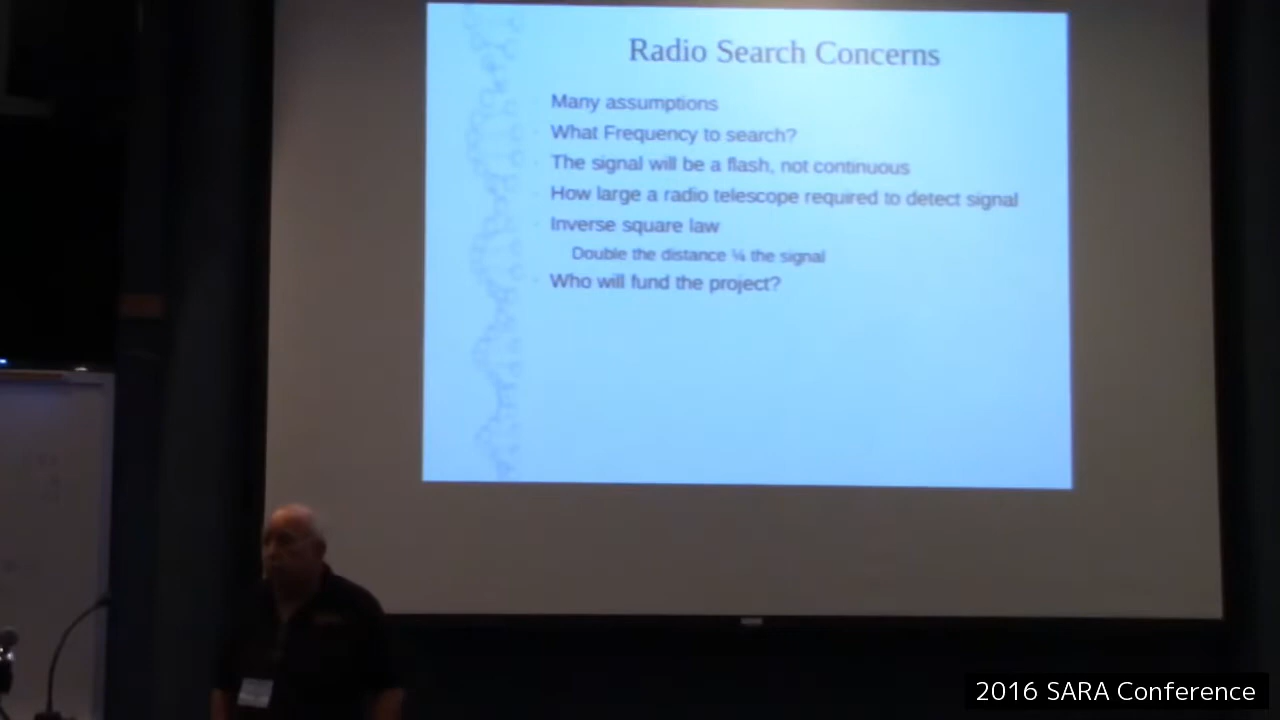 Radio Search Concerns
Many assumptions
What Frequency to search?
The signal will be a flash, not continuous
How large a radio telescope required to detect signal
Inverse square law
Double the distance ¼ the signal
Who will fund the project?
2016 SARA Conference